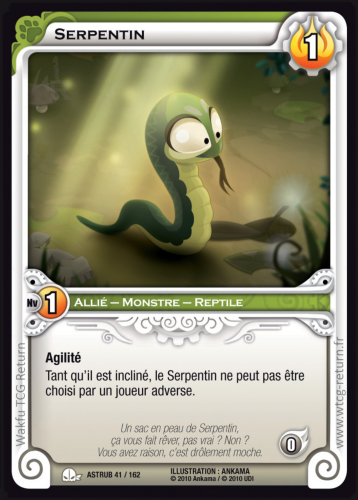 SERPENTIN
1
Nv 1 ALLIÉ – MONSTRE – REPTILE
Agilité
Tant qu'il est incliné, le Serpentin ne peut pas être
choisi par un joueur adverse.
Un sac en peau de Serpentin,
ça vous fait rêver, pas vrai ? Non ?
Vous avez raison, c'est drôlement moche.
0
ASTRUB 41 / 162
ILLUSTRATION : ANKAMA
© 2010 Ankama / © 2010 UDI
Wakfu TCG Return
www.wtcg-return.fr